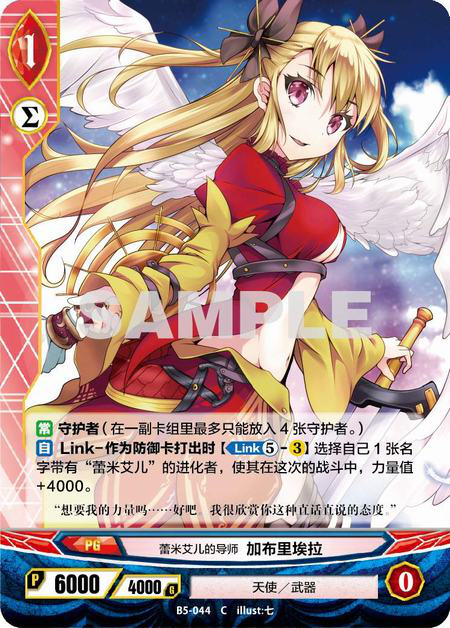 1
Σ
SAMPLE
常 守护者（在一副卡组里最多只能放入 4 张守护者。）
自 Link-作为防御卡打出时【Link 5 - 3】选择自己 1 张名
字带有“蕾米艾儿”的进化者，使其在这次的战斗中，力量值
+4000。
“想要我的力量吗……好吧。我很欣赏你这种直话直说的态度。”
PG 蕾米艾儿的导师 加布里埃拉
P 6000 / 4000 G 天使／武器 0
B5-044 C illust:七